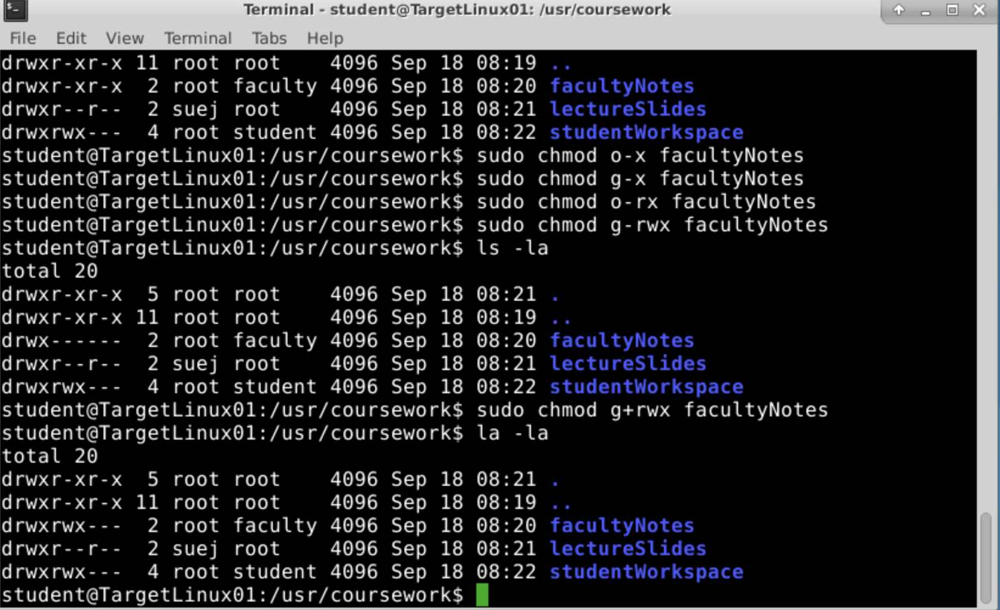 Terminal - student@TargetLinux01: /usr/coursework
File Edit View Terminal Tabs Help
drwxr-xr-x 11 root root    4096 Sep 18 08:19 ..
drwxr-xr-x  2 root faculty 4096 Sep 18 08:20 facultyNotes
drwxr--r--  2 suej root    4096 Sep 18 08:21 lectureSlides
drwxrwx---  4 root student 4096 Sep 18 08:22 studentWorkspace
student@TargetLinux01:/usr/coursework$ sudo chmod o-x facultyNotes
student@TargetLinux01:/usr/coursework$ sudo chmod g-x facultyNotes
student@TargetLinux01:/usr/coursework$ sudo chmod o-rx facultyNotes
student@TargetLinux01:/usr/coursework$ sudo chmod g-rwx facultyNotes
student@TargetLinux01:/usr/coursework$ ls -la
total 20
drwxr-xr-x  5 root root    4096 Sep 18 08:21 .
drwxr-xr-x 11 root root    4096 Sep 18 08:19 ..
drwx------  2 root faculty 4096 Sep 18 08:20 facultyNotes
drwxr--r--  2 suej root    4096 Sep 18 08:21 lectureSlides
drwxrwx---  4 root student 4096 Sep 18 08:22 studentWorkspace
student@TargetLinux01:/usr/coursework$ sudo chmod g+rwx facultyNotes
student@TargetLinux01:/usr/coursework$ la -la
total 20
drwxr-xr-x  5 root root    4096 Sep 18 08:21 .
drwxr-xr-x 11 root root    4096 Sep 18 08:19 ..
drwxrwx---  2 root faculty 4096 Sep 18 08:20 facultyNotes
drwxr--r--  2 suej root    4096 Sep 18 08:21 lectureSlides
drwxrwx---  4 root student 4096 Sep 18 08:22 studentWorkspace
student@TargetLinux01:/usr/coursework$